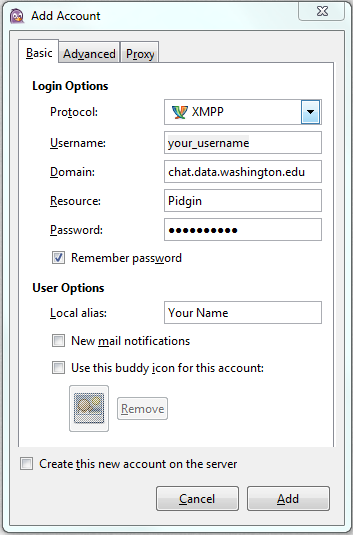 Add Account
Basic Advanced Proxy
Login Options
Protocol: XMPP
Username: your_username
Domain: chat.data.washington.edu
Resource: Pidgin
Password: ●●●●●●●●●●
Remember password
User Options
Local alias: Your Name
New mail notifications
Use this buddy icon for this account:
Remove
Create this new account on the server
Cancel Add